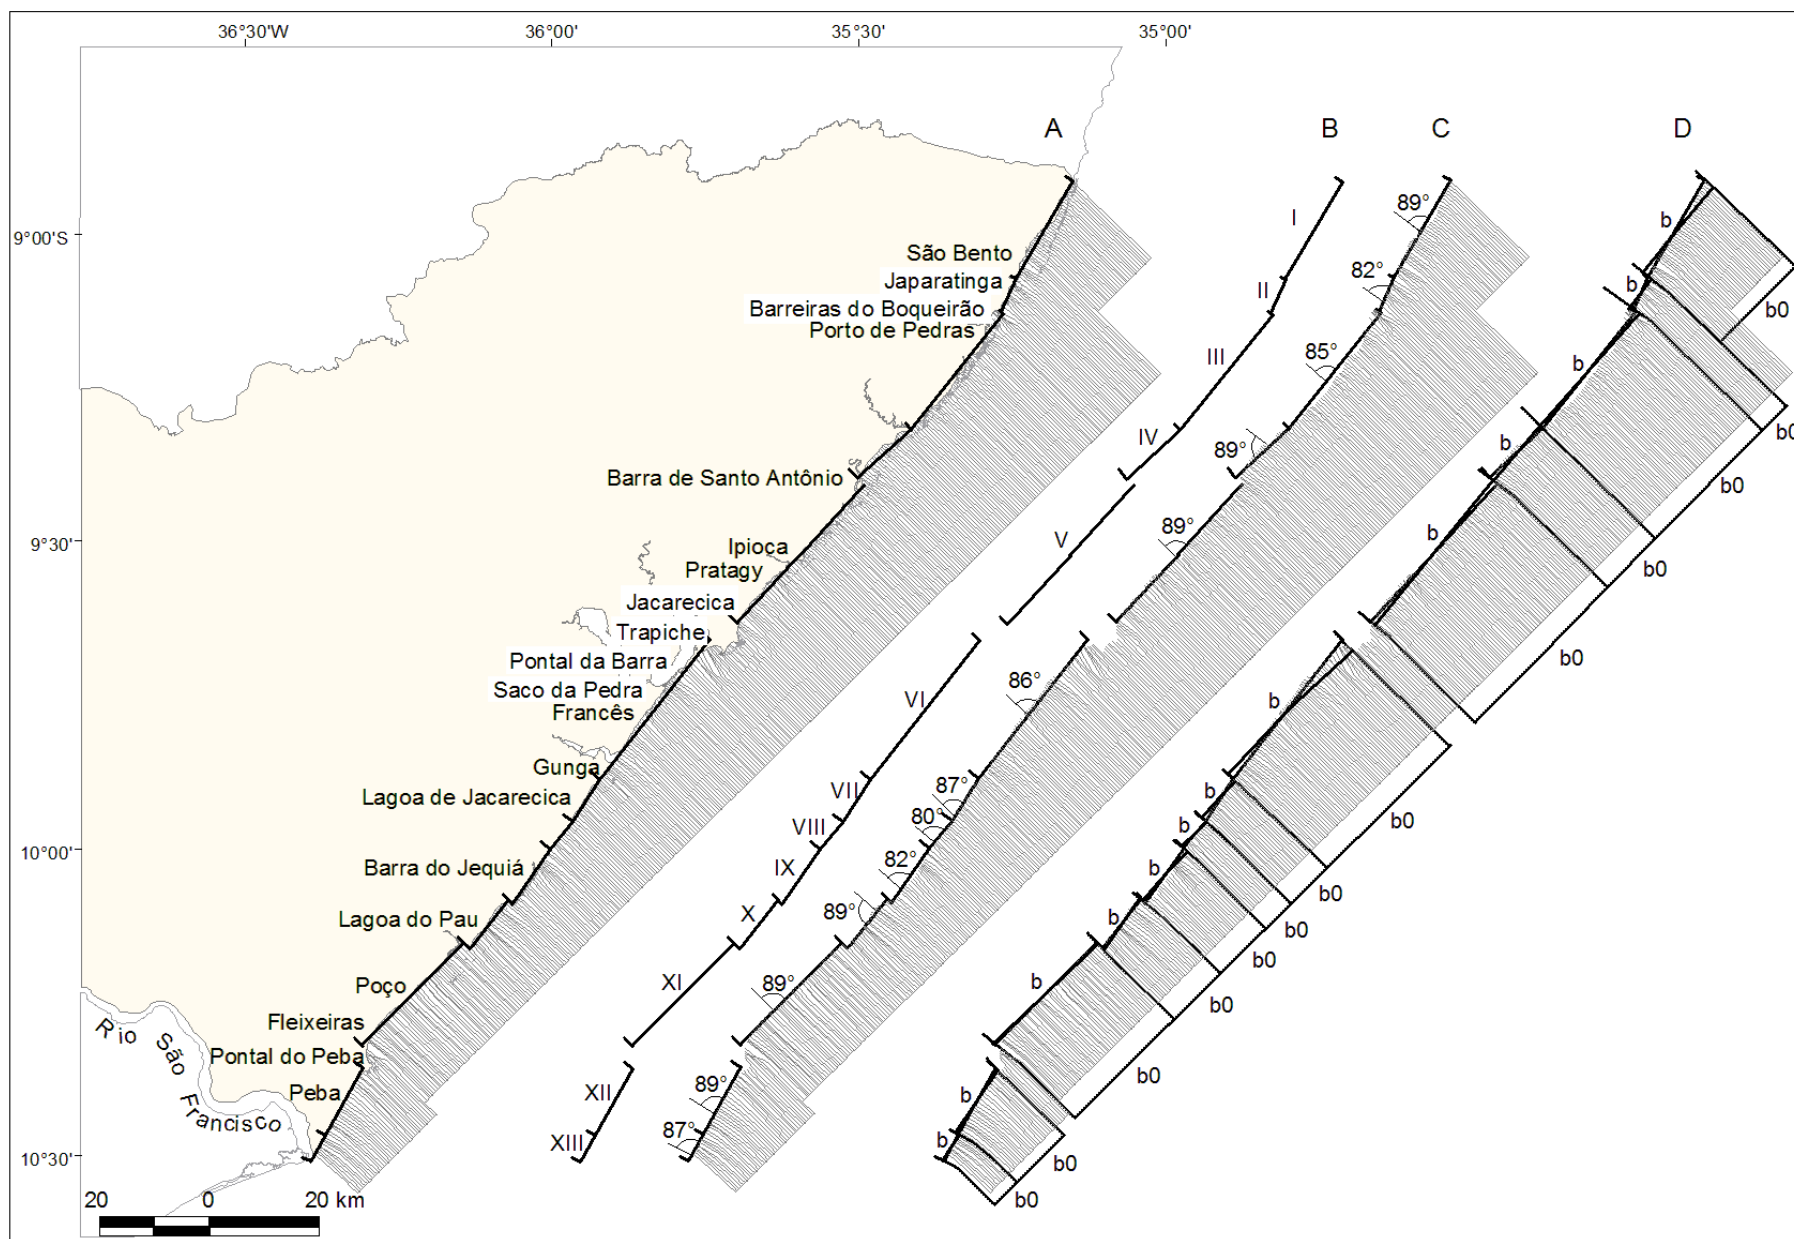 36°30'W 36°00' 35°30' 35°00'
A B C D
9°00'S
9°30'
10°00'
10°30'
São Bento
Japaratinga
Barreiras do Boqueirão
Porto de Pedras
Barra de Santo Antônio
Ipioca
Pratagy
Jacarecica
Trapiche
Pontal da Barra
Saco da Pedra
Francês
Gunga
Lagoa de Jacarecica
Barra do Jequiá
Lagoa do Pau
Poço
Fleixeiras
Pontal do Peba
Peba
Rio São Francisco
20 0 20 km
I
II
III
IV
V
VI
VII
VIII
IX
X
XI
XII
XIII
89°
82°
85°
89°
89°
86°
87°
80°
82°
89°
89°
89°
87°
b
b
b
b
b
b
b
b
b
b
b
b
b
b0
b0
b0
b0
b0
b0
b0
b0
b0
b0
b0
b0
b0